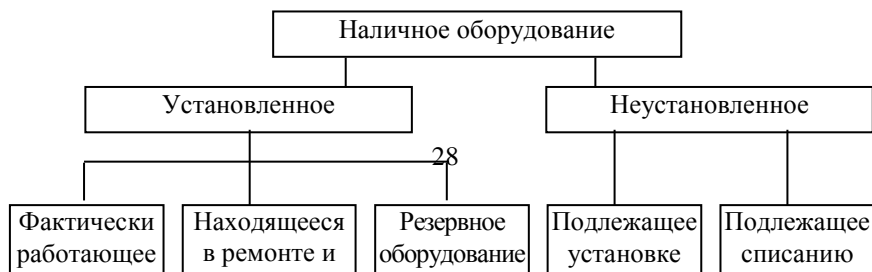 Наличное оборудование
Установленное
Неустановленное
28
Фактически
работающее
Находящееся
в ремонте и
Резервное
оборудование
Подлежащее
установке
Подлежащее
списанию